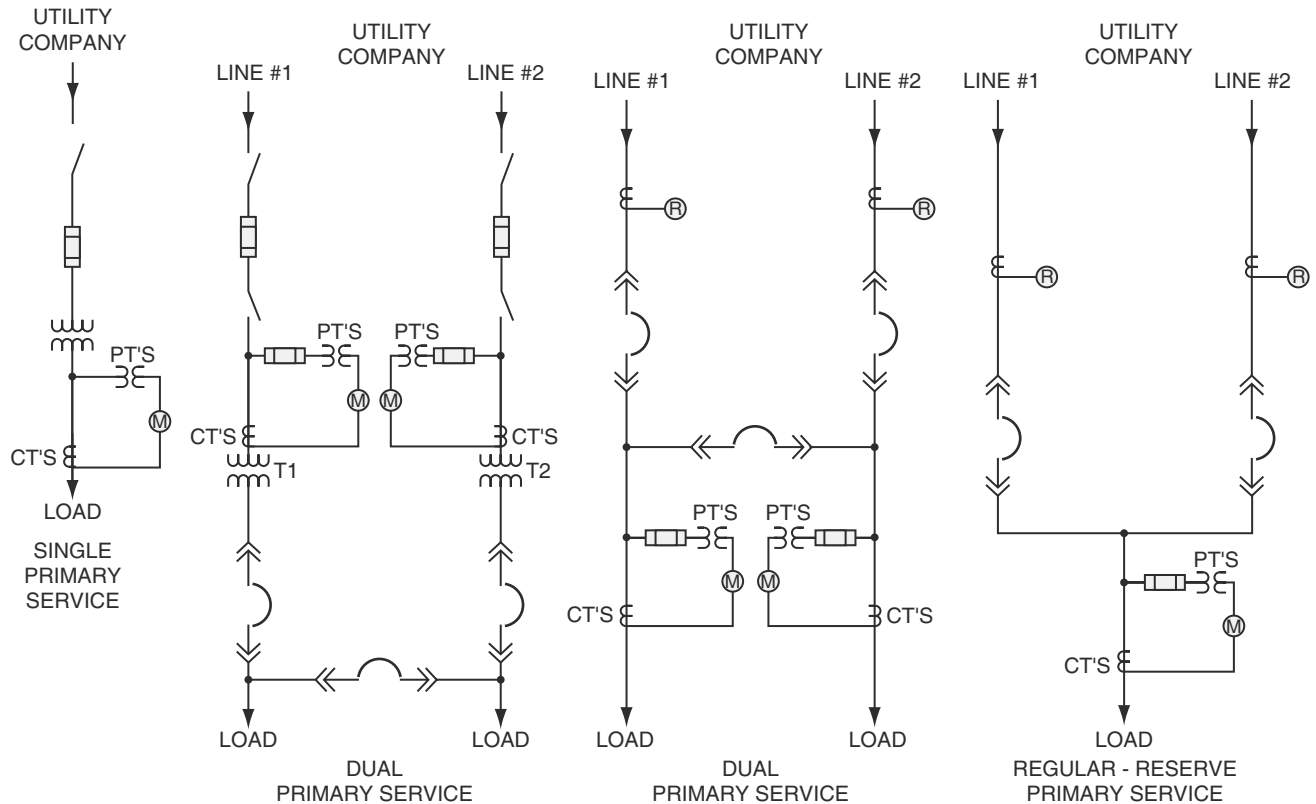 UTILITY
COMPANY
PT'S
M
CT'S
LOAD
SINGLE
PRIMARY
SERVICE
UTILITY
COMPANY
LINE #1
LINE #2
PT'S
PT'S
M
M
CT'S
CT'S
T1
T2
LOAD
LOAD
DUAL
PRIMARY SERVICE
UTILITY
COMPANY
LINE #1
LINE #2
R
R
PT'S
PT'S
M
M
CT'S
CT'S
LOAD
LOAD
DUAL
PRIMARY SERVICE
UTILITY
COMPANY
LINE #1
LINE #2
R
R
PT'S
M
CT'S
LOAD
REGULAR - RESERVE
PRIMARY SERVICE